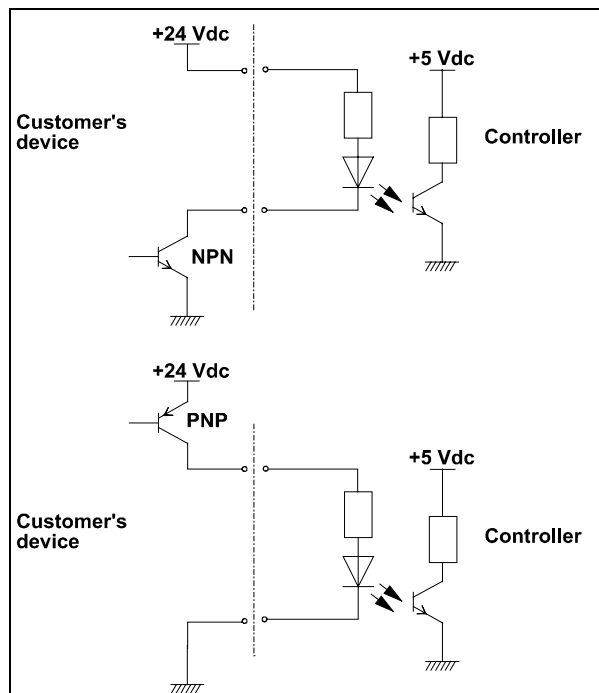 +24 Vdc
+5 Vdc
Customer's
device
Controller
NPN
+24 Vdc
PNP
+5 Vdc
Customer's
device
Controller